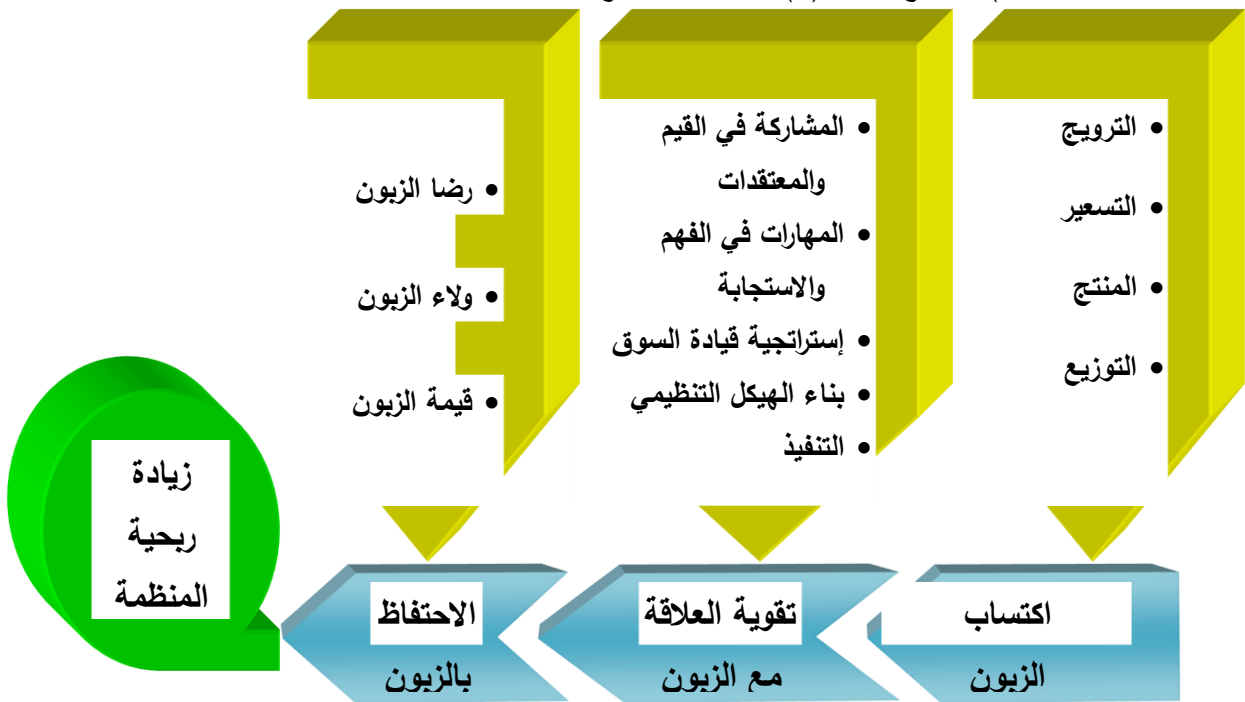 • الترويج
• التسعير
• المنتج
• التوزيع
• المشاركة في القيم
والمعتقدات
• المهارات في الفهم
والاستجابة
• إستراتجية قيادة السوق
• بناء الهيكل التنظيمي
• التنفيذ
• رضا الزبون
• ولاء الزبون
• قيمة الزبون
اكتساب
الزبون
تقوية العلاقة
مع الزبون
الاحتفاظ
بالزبون
زيادة
ربحية
المنظمة